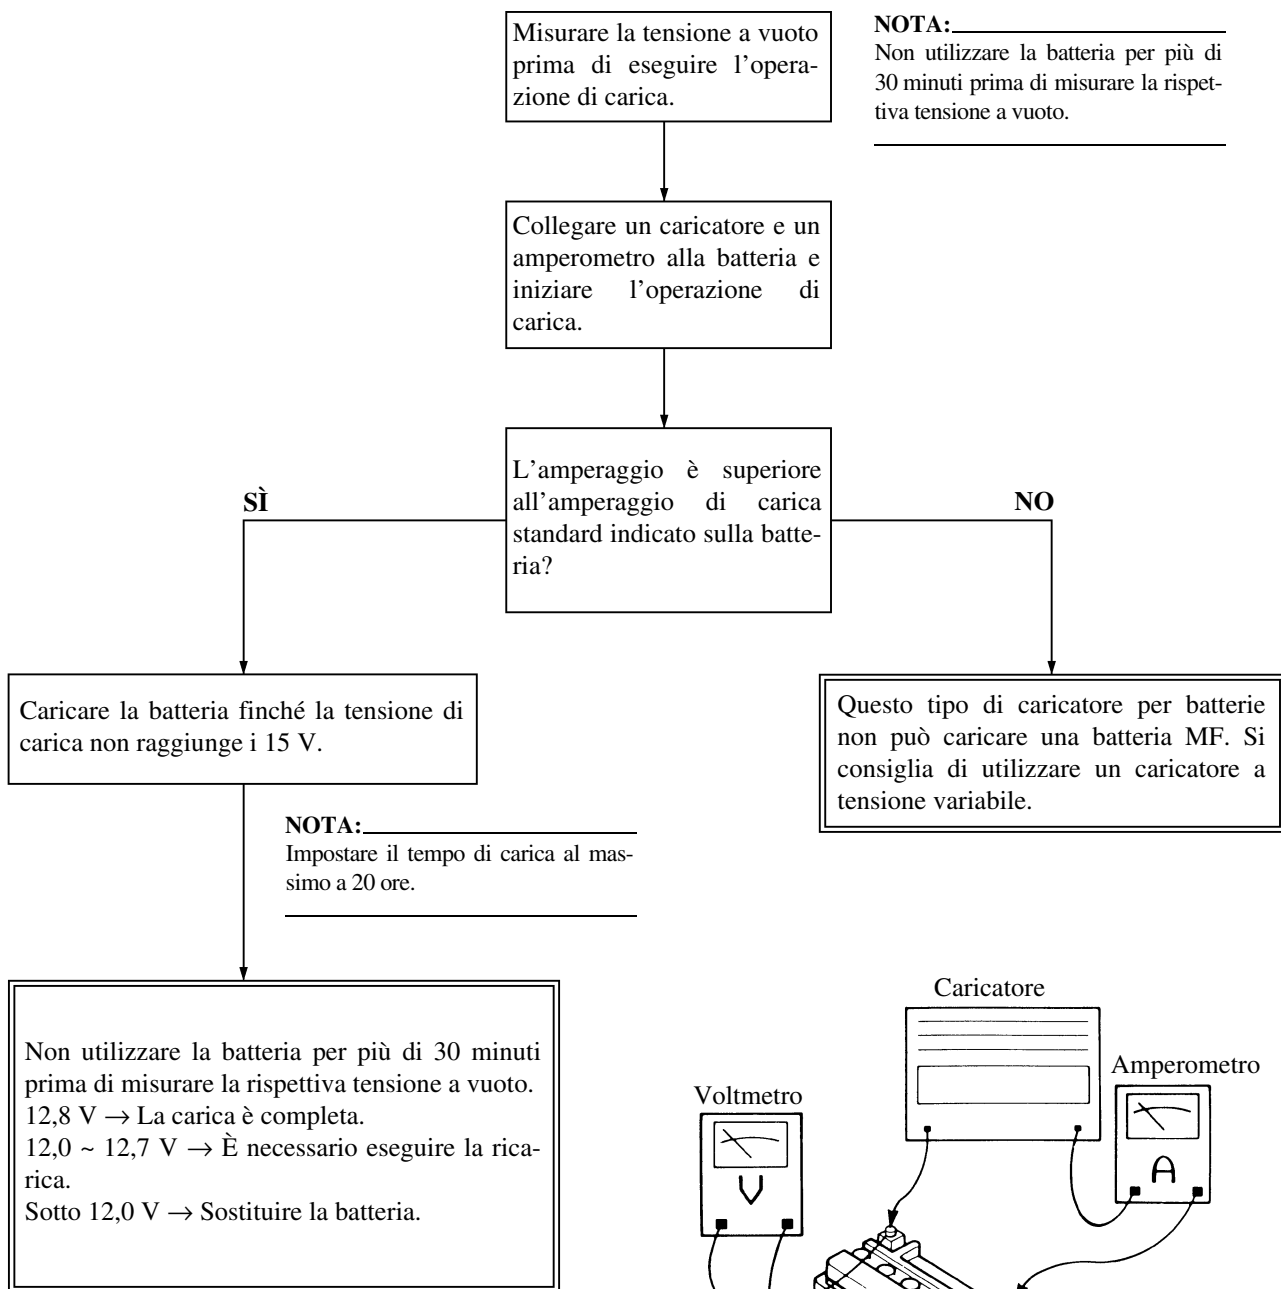 Misurare la tensione a vuoto
prima di eseguire l'opera-
zione di carica.
NOTA:
Non utilizzare la batteria per più di
30 minuti prima di misurare la rispet-
tiva tensione a vuoto.
Collegare un caricatore e un
amperometro alla batteria e
iniziare l'operazione di
carica.
L'amperaggio è superiore
all'amperaggio di carica
standard indicato sulla batte-
ria?
SÌ
NO
Caricare la batteria finché la tensione di
carica non raggiunge i 15 V.
Questo tipo di caricatore per batterie
non può caricare una batteria MF. Si
consiglia di utilizzare un caricatore a
tensione variabile.
NOTA:
Impostare il tempo di carica al mas-
simo a 20 ore.
Non utilizzare la batteria per più di 30 minuti
prima di misurare la rispettiva tensione a vuoto.
12,8 V → La carica è completa.
12,0 ~ 12,7 V → È necessario eseguire la rica-
rica.
Sotto 12,0 V → Sostituire la batteria.
Caricatore
Amperometro
Voltmetro
V
A